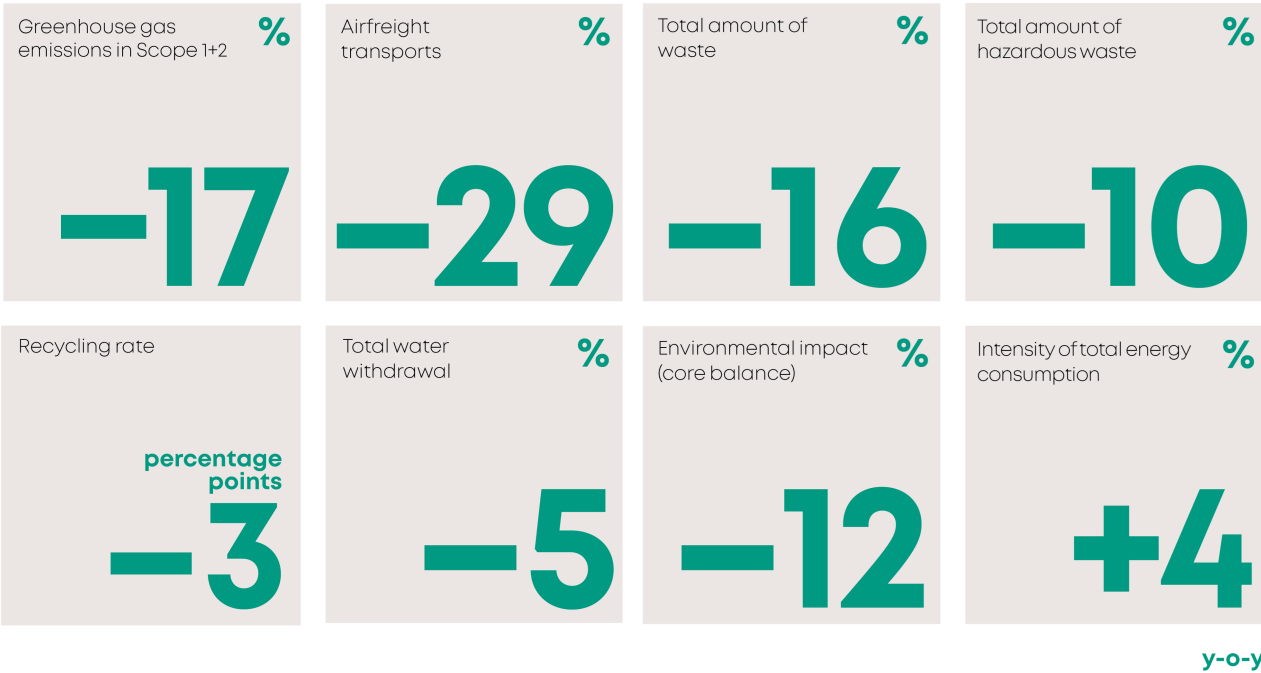 Greenhouse gas
emissions in Scope 1+2
%
–17
Airfreight
transports
%
–29
Total amount of
waste
%
–16
Total amount of
hazardous waste
%
–10
Recycling rate
percentage
points
–3
Total water
withdrawal
%
–5
Environmental impact
(core balance)
%
–12
Intensity of total energy
consumption
%
+4
y-o-y